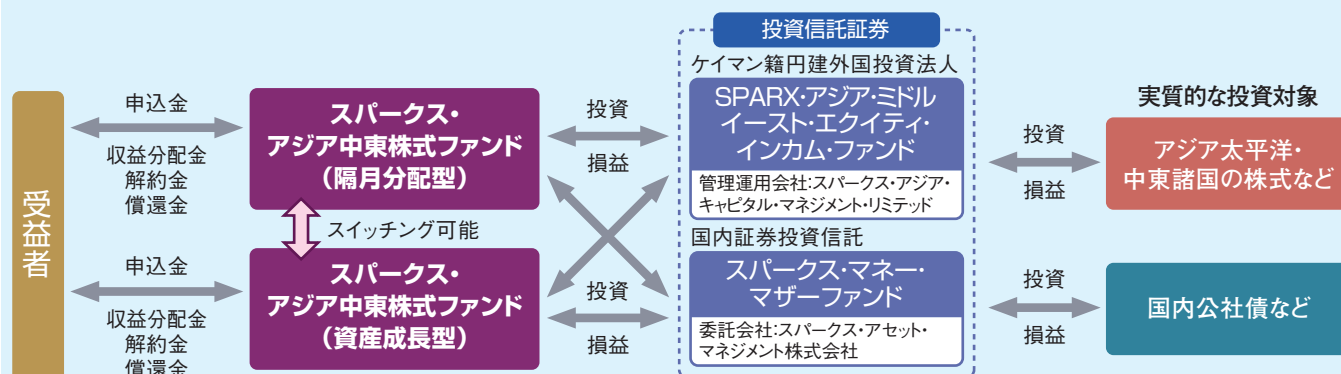 受益者
申込金
収益分配金
解約金
償還金
スパークス・
アジア中東株式ファンド
(隔月分配型)
スイッチング可能
申込金
収益分配金
解約金
償還金
スパークス・
アジア中東株式ファンド
(資産成長型)
投資
損益
投資
損益
投資信託証券
ケイマン籍円建外国投資法人
SPARX・アジア・ミドル
イースト・エクイティ・
インカム・ファンド
管理運用会社:スパークス・アジア・
キャピタル・マネジメント・リミテッド
国内証券投資信託
スパークス・マネー・
マザーファンド
委託会社:スパークス・アセット・
マネジメント株式会社
投資
損益
投資
損益
実質的な投資対象
アジア太平洋・
中東諸国の株式など
国内公社債など